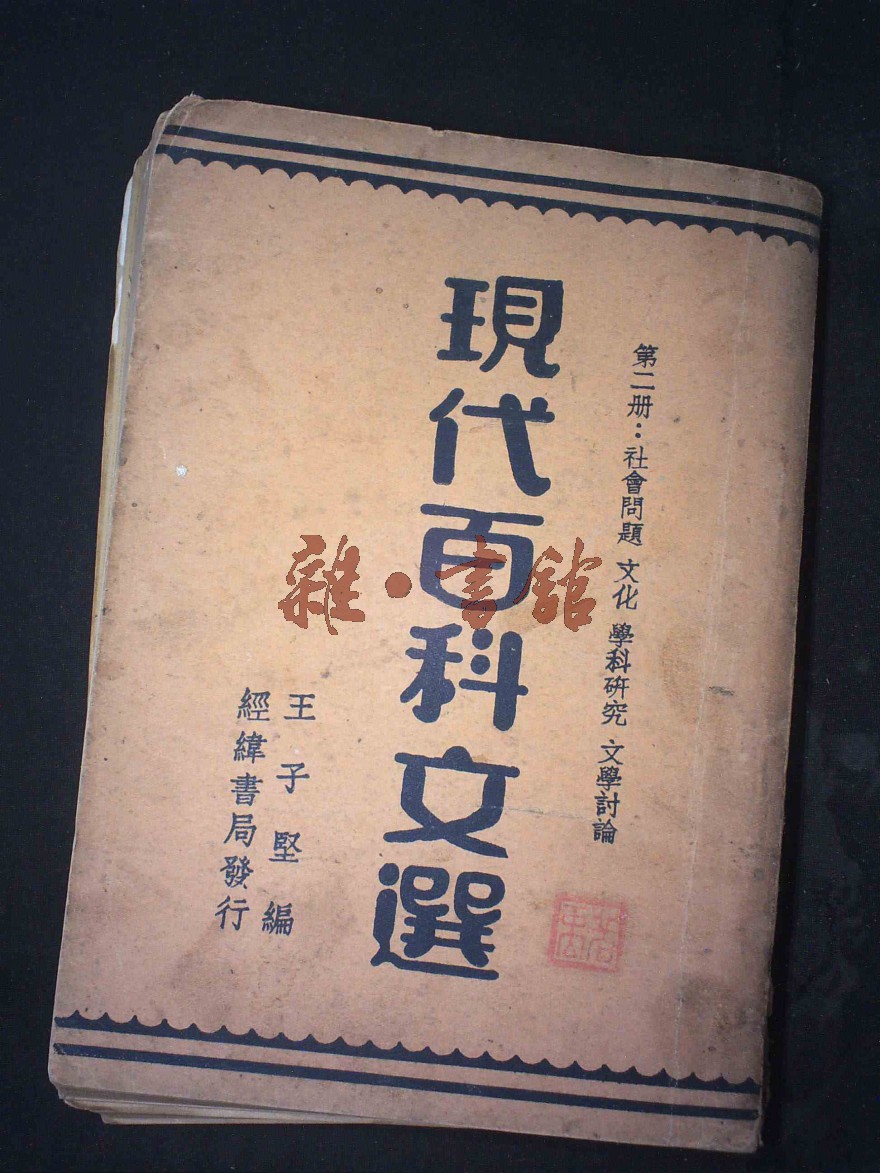 第二册：社會問題 文化 學科研究 文學討論
現代百科文選
王子堅編
經緯書局發行
雜·書館